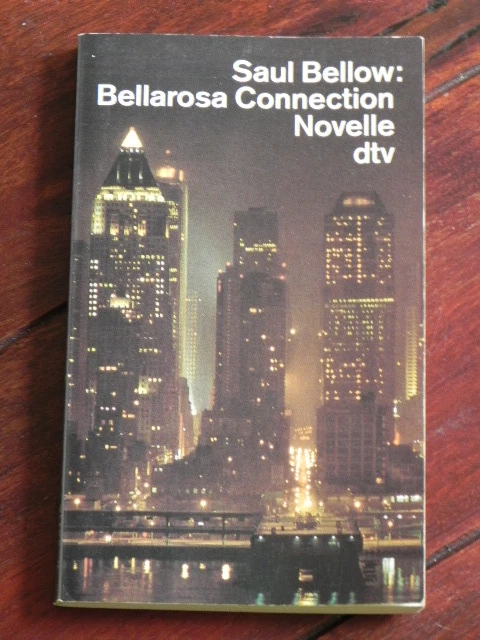 Saul Bellow:
Bellarosa Connection
Novelle
dtv